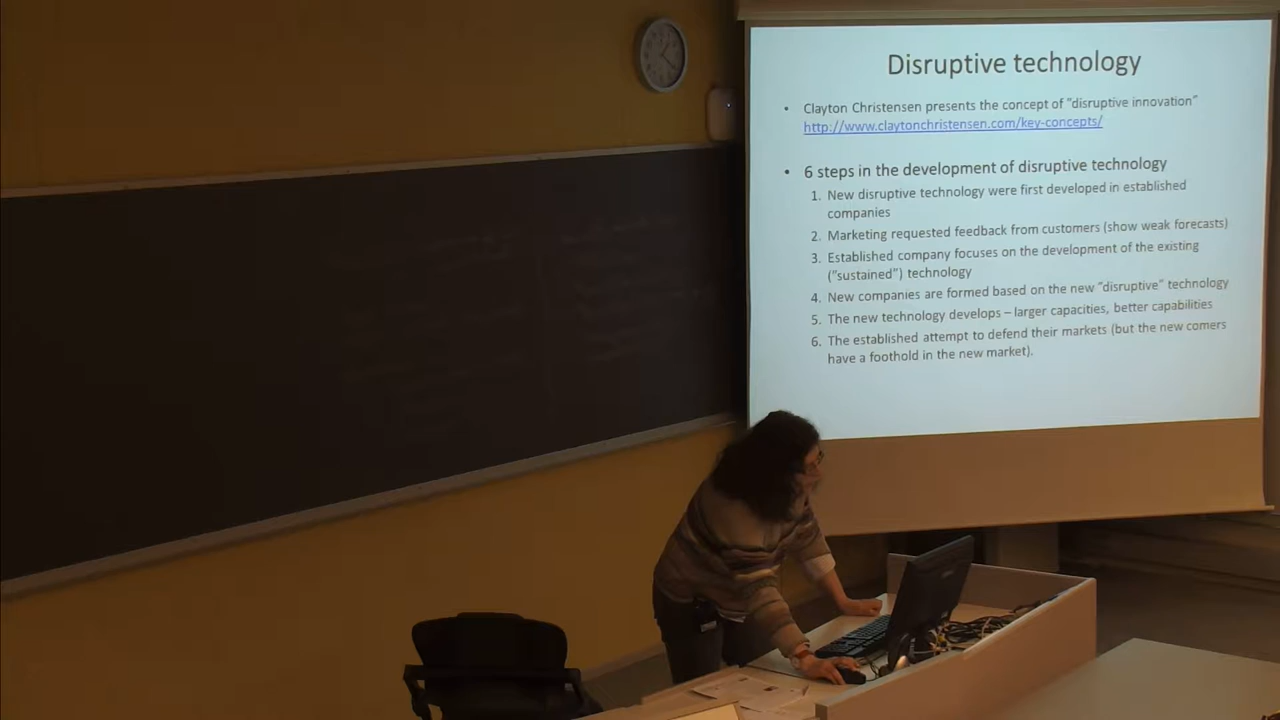 Disruptive technology
• Clayton Christensen presents the concept of "disruptive innovation"
http://www.claytonchristensen.com/key-concepts/
• 6 steps in the development of disruptive technology
1. New disruptive technology were first developed in established
companies
2. Marketing requested feedback from customers (show weak forecasts)
3. Established company focuses on the development of the existing
("sustained") technology
4. New companies are formed based on the new "disruptive" technology
5. The new technology develops – larger capacities, better capabilities
6. The established attempt to defend their markets (but the new comers
have a foothold in the new market).